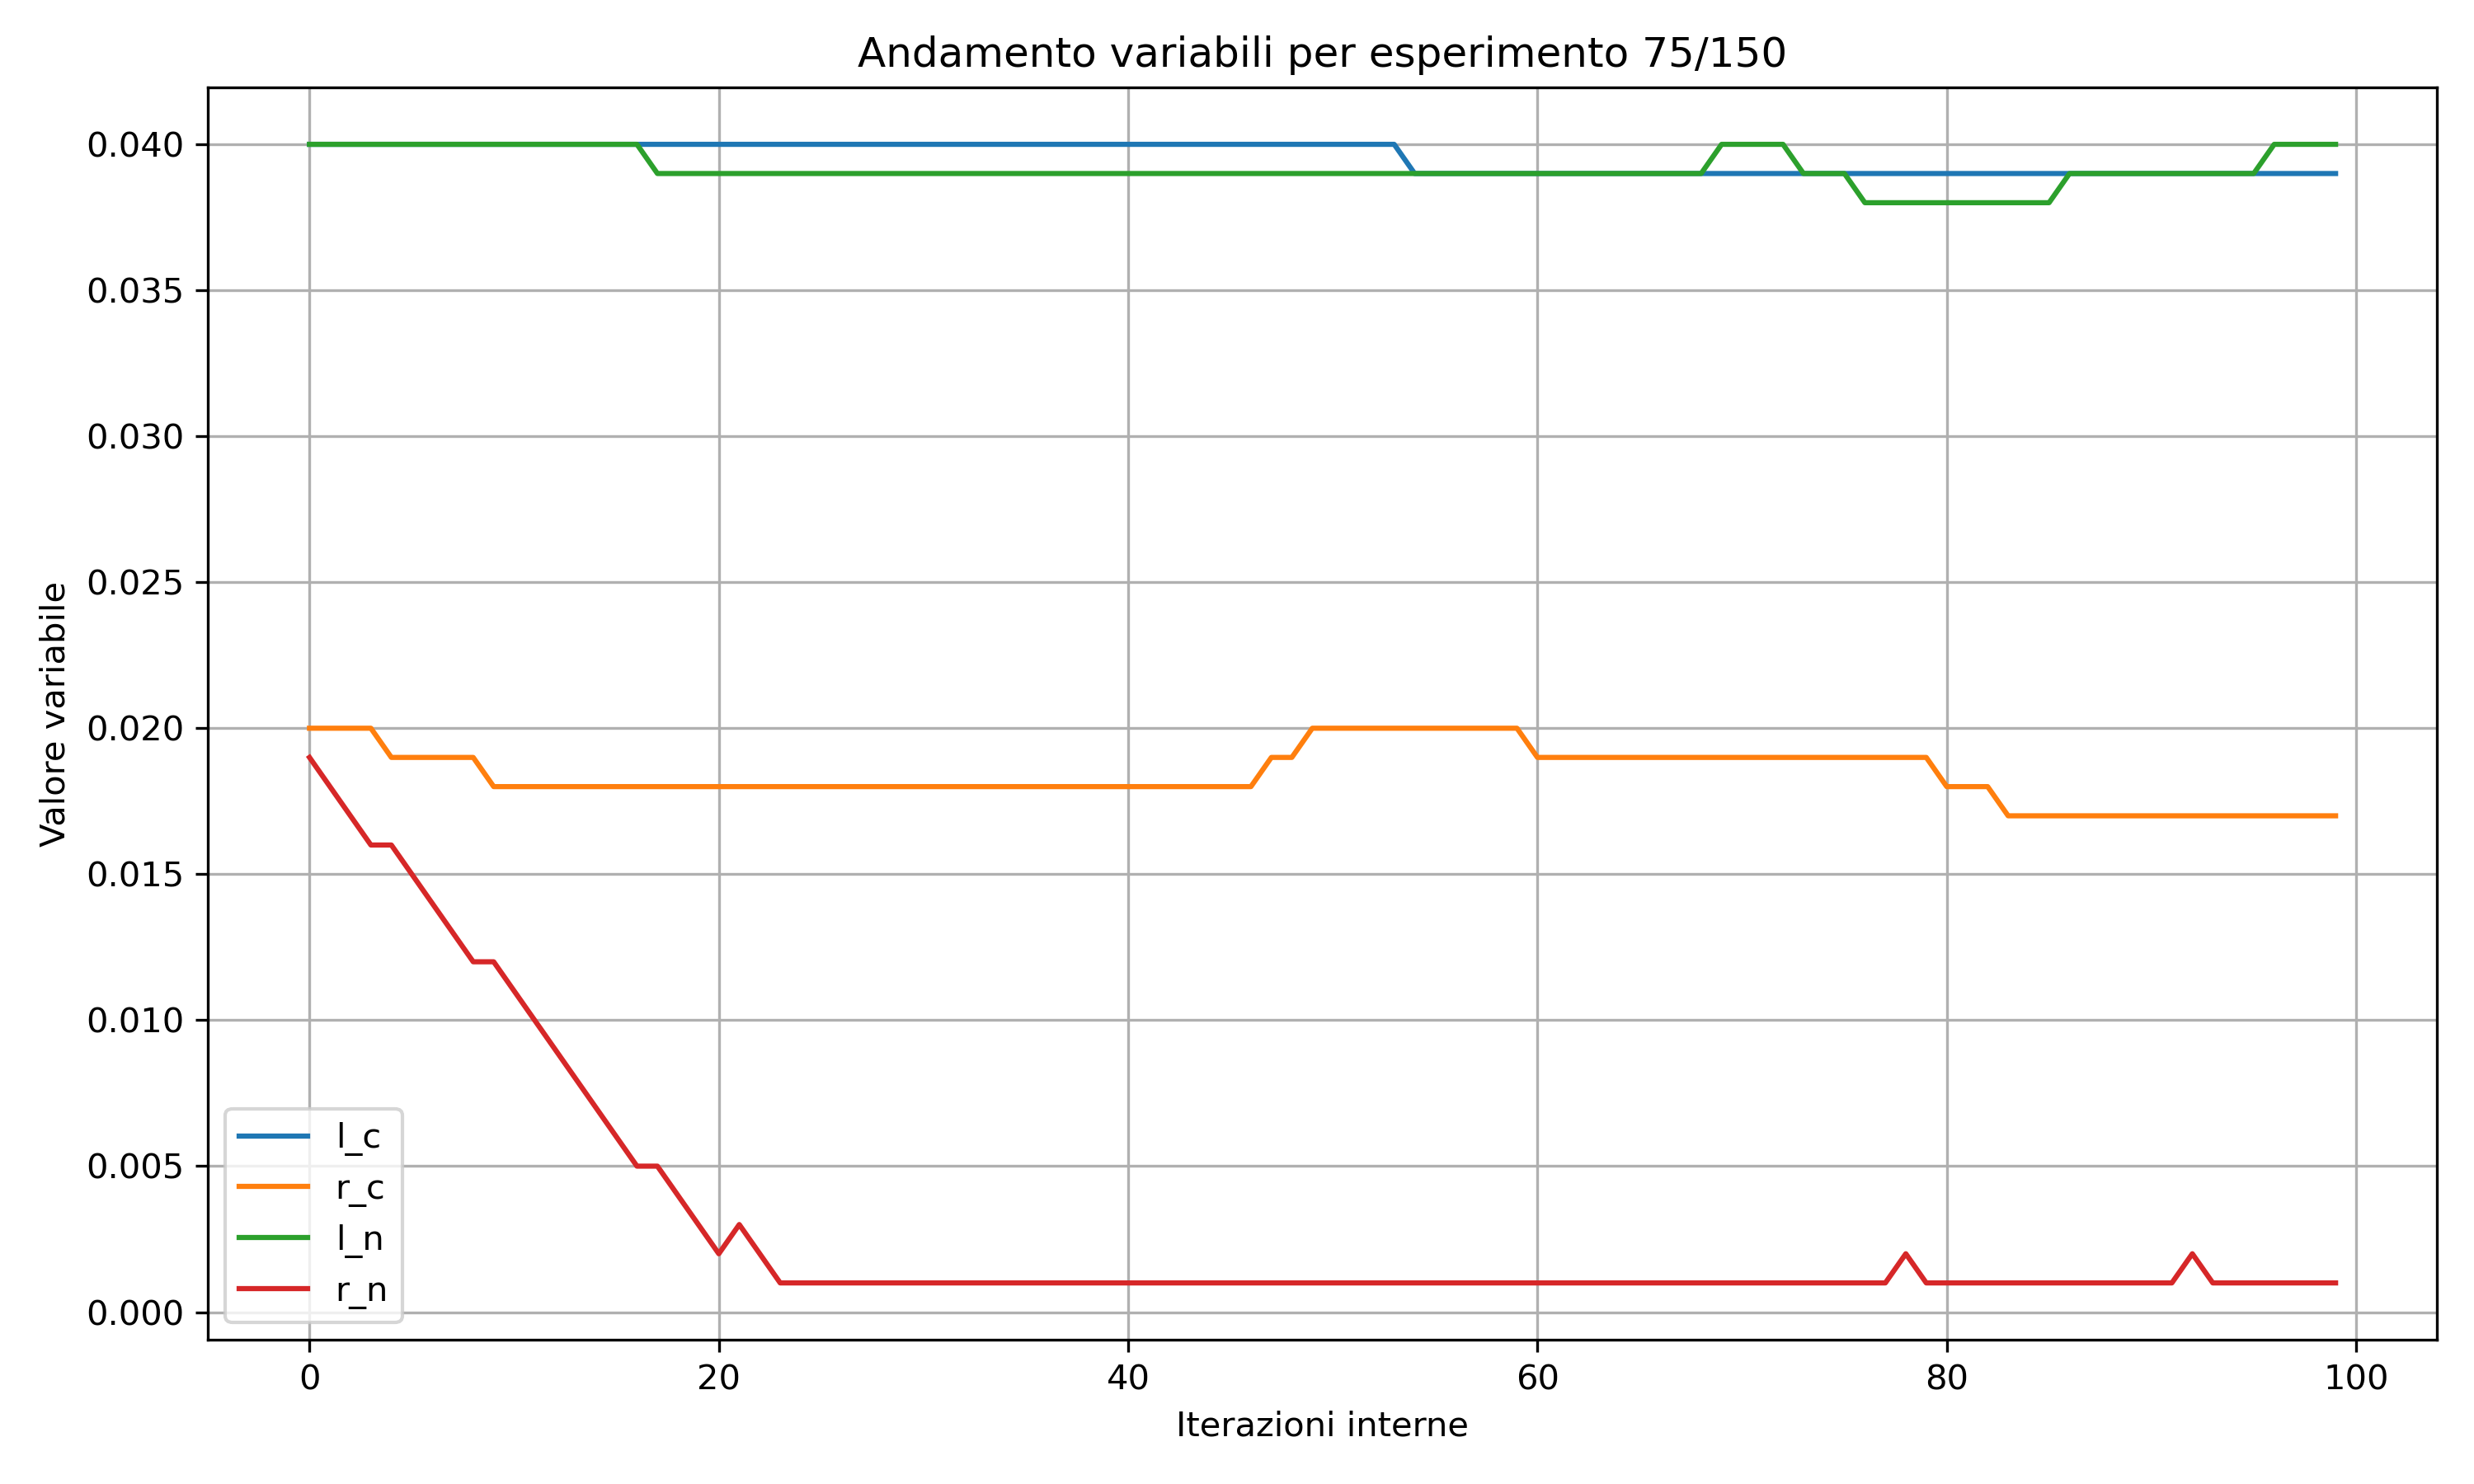 Andamento variabili per esperimento 75/150
Valore variabile
0.040
0.035
0.030
0.025
0.020
0.015
0.010
0.005
0.000
l_c
r_c
l_n
r_n
0 20 40 60 80 100
Iterazioni interne